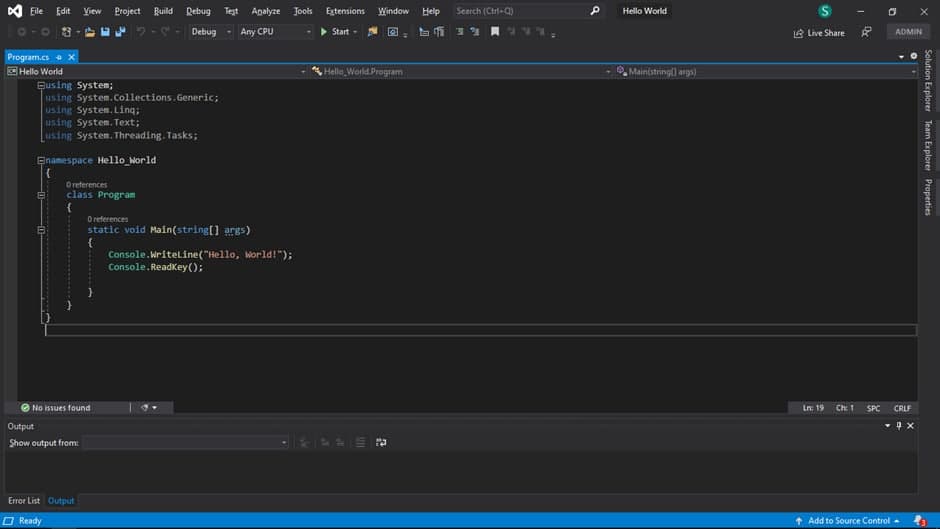 File Edit View Project Build Debug Test Analyze Tools Extensions Window Help Search (Ctrl+Q) Hello World S
Debug Any CPU Start Live Share ADMIN
Program.cs
Hello World Hello_World.Program Main(string[] args)
using System;
using System.Collections.Generic;
using System.Linq;
using System.Text;
using System.Threading.Tasks;
namespace Hello_World
{
0 references
class Program
{
0 references
static void Main(string[] args)
{
Console.WriteLine("Hello, World!");
Console.ReadKey();
}
}
}
Solution Explorer
Team Explorer
Properties
No issues found Ln: 19 Ch: 1 SPC CRLF
Output
Show output from:
Error List Output
Ready Add to Source Control 3